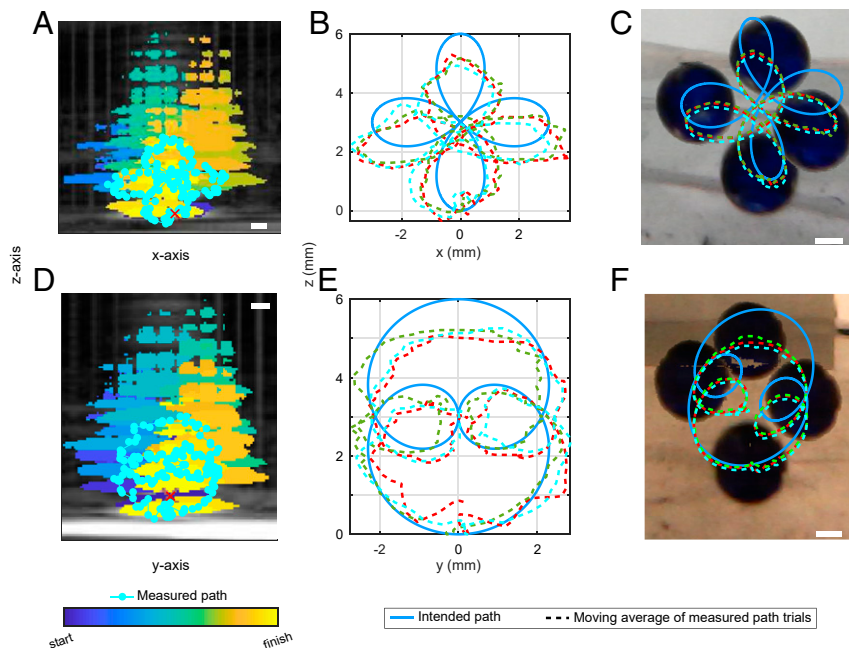 A
B
C
6
4
2
0
-2
0
2
x-axis
x (mm)
z-axis
z (mm)
D
E
F
6
4
2
0
-2
0
2
y-axis
y (mm)
Measured path
start
finish
Intended path
Moving average of measured path trials